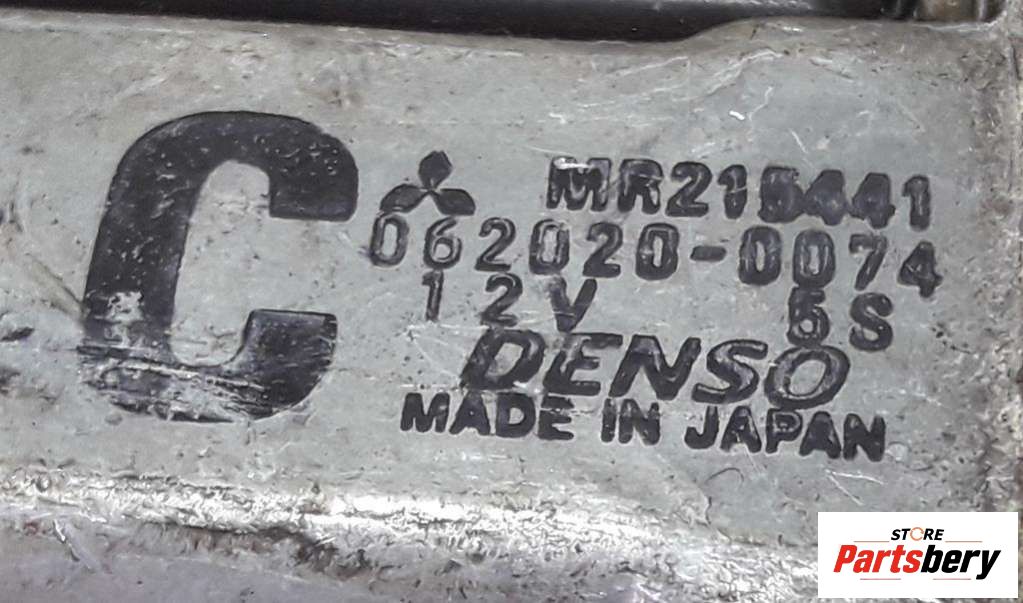 C
MR215441
062020-0074
12V 5S
DENSO
MADE IN JAPAN
STORE
Partsbery